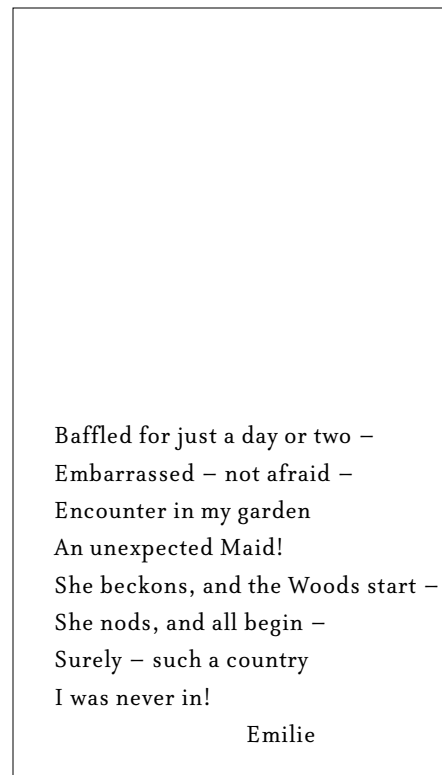 Baffled for just a day or two –
Embarrassed – not afraid –
Encounter in my garden
An unexpected Maid!
She beckons, and the Woods start –
She nods, and all begin –
Surely – such a country
I was never in!
Emilie